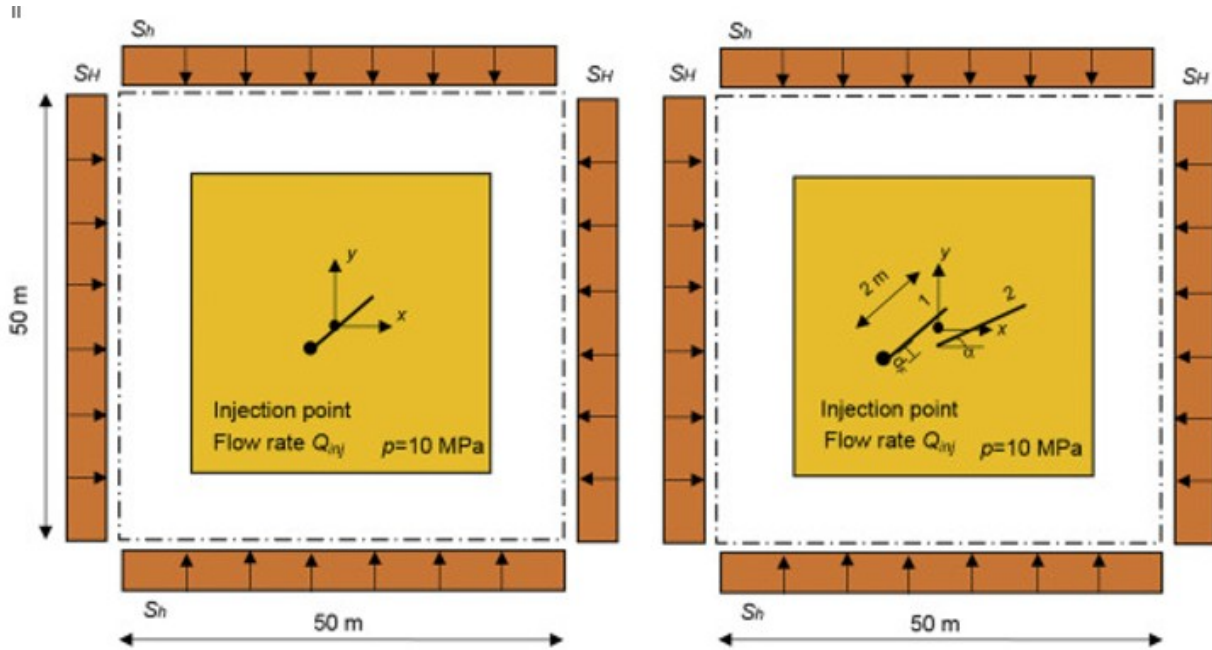 II
Sh
SH
SH
50 m
y
x
Injection point
Flow rate Qinj
p=10 MPa
Sh
50 m
Sh
SH
SH
y
2 m
1
2
x
α
Injection point
Flow rate Qinj
p=10 MPa
Sh
50 m